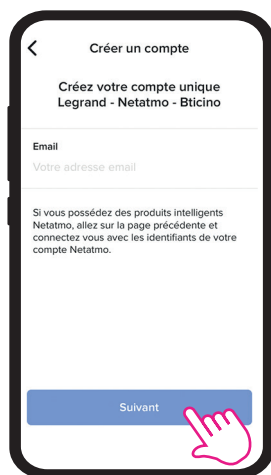 Créer un compte
Créez votre compte unique
Legrand - Netatmo - Bticino
Email
Votre adresse email
Si vous possédez des produits intelligents
Netatmo, allez sur la page précédente et
connectez vous avec les identifiants de votre
compte Netatmo.
Suivant